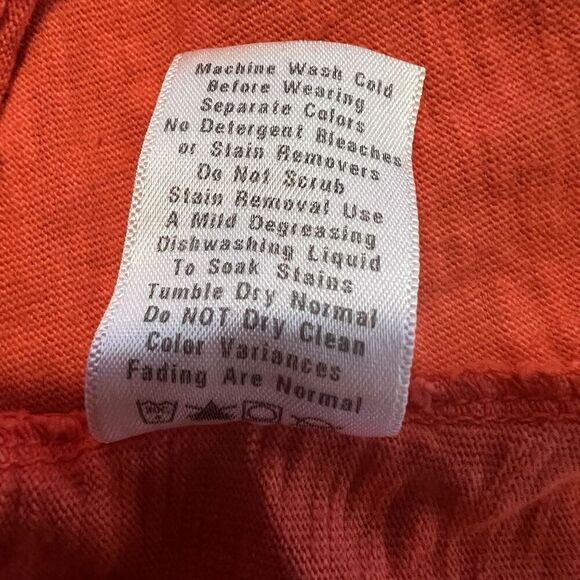 Machine Wash Cold
Before Wearing
Separate Colors
No Detergent Bleaches
or Stain Removers
Do Not Scrub
Stain Removal Use
A Mild Degreasing
Dishwashing Liquid
To Soak Stains
Tumble Dry Normal
Do NOT Dry Clean
Color Variances
Fading Are Normal